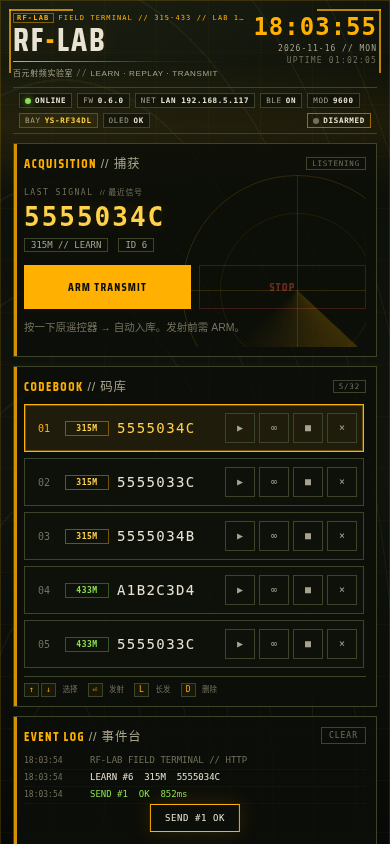 RF-LAB FIELD TERMINAL // 315·433 // LAB 1…
RF-LAB
百元射频实验室 // LEARN · REPLAY · TRANSMIT
18:03:55
2026-11-16 // MON
UPTIME 01:02:05
ONLINE FW 0.6.0 NET LAN 192.168.5.117 BLE ON MOD 9600
BAY YS-RF34DL OLED OK DISARMED
ACQUISITION // 捕获 LISTENING
LAST SIGNAL // 最近信号
5555034C
315M // LEARN ID 6
ARM TRANSMIT STOP
按一下原遥控器 → 自动入库。发射前需 ARM。
CODEBOOK // 码库 5/32
01 315M 5555034C ▶ ∞ ■ ×
02 315M 5555033C ▶ ∞ ■ ×
03 315M 5555034B ▶ ∞ ■ ×
04 433M A1B2C3D4 ▶ ∞ ■ ×
05 433M 5555033C ▶ ∞ ■ ×
↑ ↓ 选择 ⏎ 发射 L 长发 D 删除
EVENT LOG // 事件台 CLEAR
18:03:54 RF-LAB FIELD TERMINAL // HTTP
18:03:54 LEARN #6 315M 5555034C
18:03:54 SEND #1 OK 852ms
SEND #1 OK